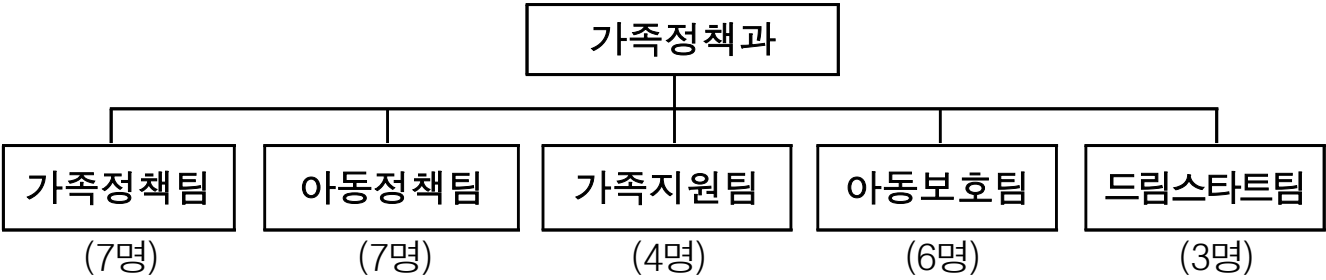 가족정책과
가족정책팀 아동정책팀 가족지원팀 아동보호팀 드림스타트팀
(7명) (7명) (4명) (6명) (3명)